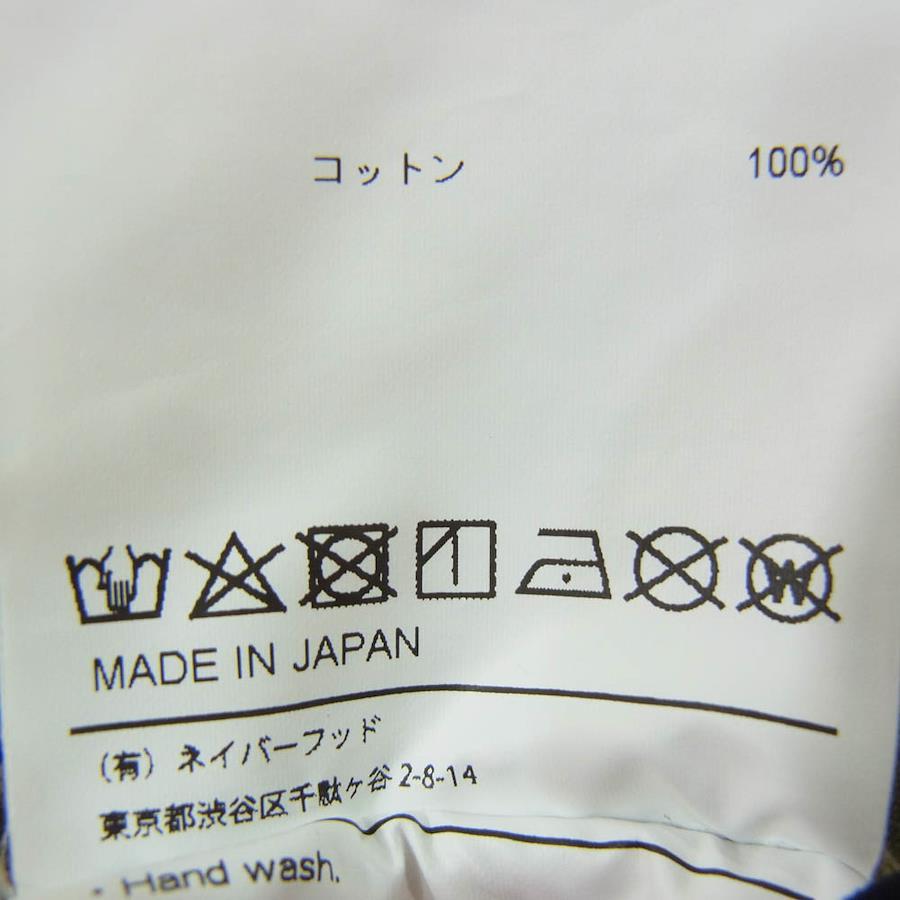 コットン 100%
MADE IN JAPAN
(有) ネイバーフッド
東京都渋谷区千駄ケ谷 2-8-14
- Hand wash.